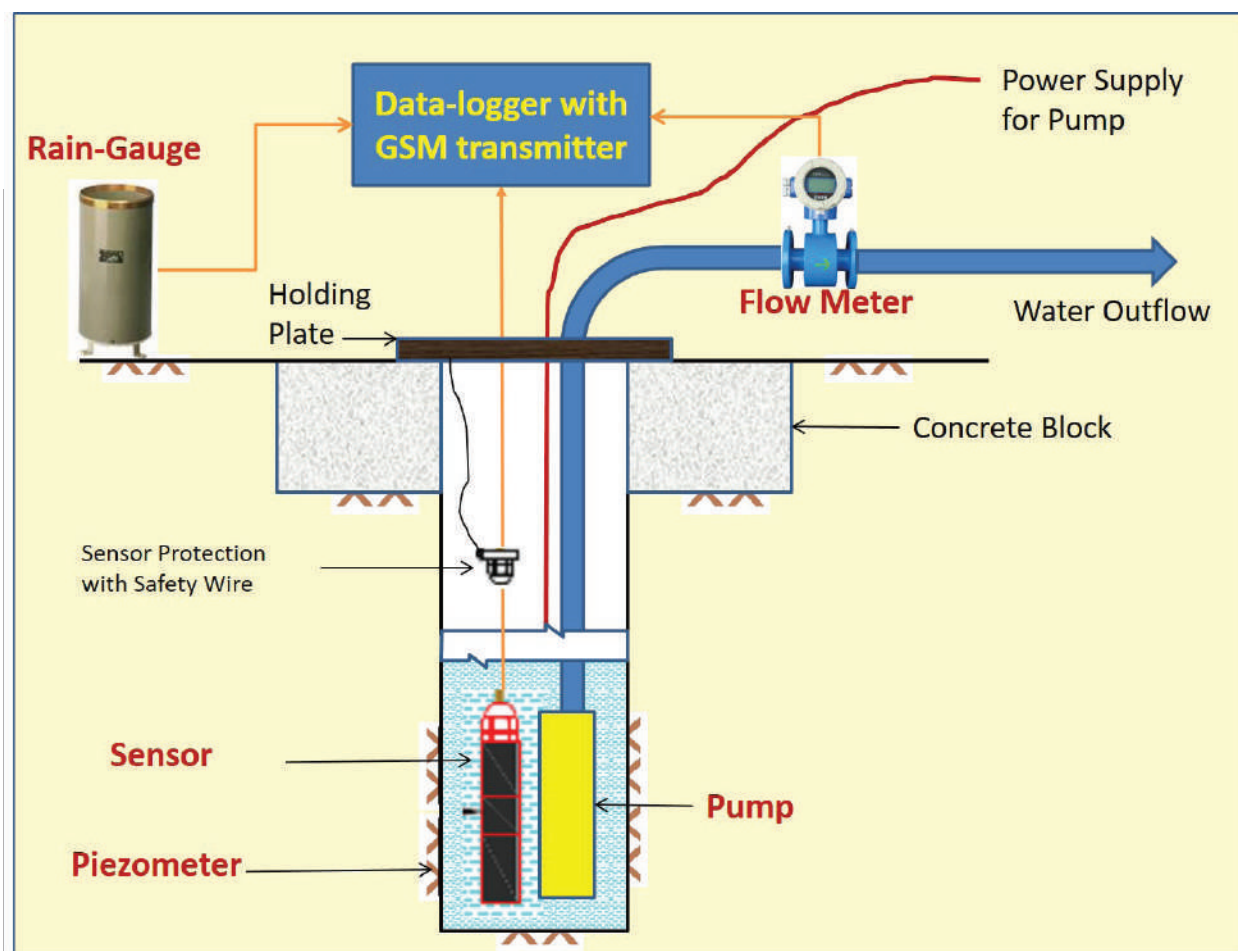 Data-logger with
GSM transmitter
Power Supply
for Pump
Rain-Gauge
Holding
Plate
Flow Meter
Water Outflow
Concrete Block
Sensor Protection
with Safety Wire
Sensor
Pump
Piezometer